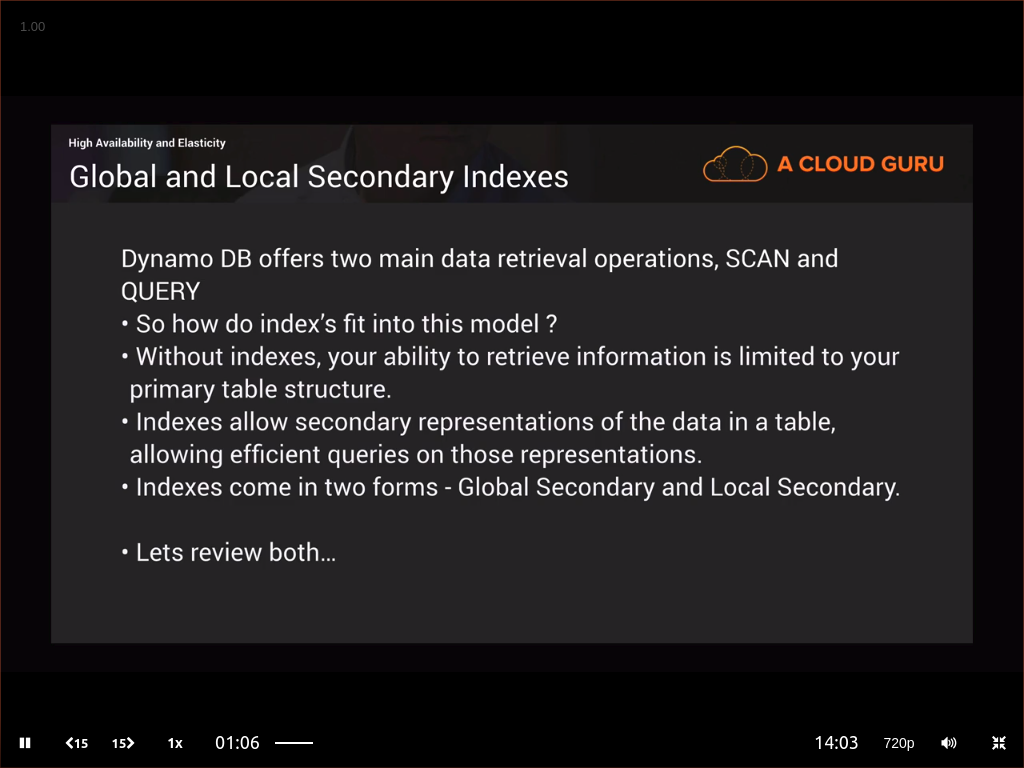 1.00
High Availability and Elasticity
Global and Local Secondary Indexes
A CLOUD GURU
Dynamo DB offers two main data retrieval operations, SCAN and
QUERY
• So how do index’s fit into this model ?
• Without indexes, your ability to retrieve information is limited to your
primary table structure.
• Indexes allow secondary representations of the data in a table,
allowing efficient queries on those representations.
• Indexes come in two forms - Global Secondary and Local Secondary.
• Lets review both…
15 15 1x 01:06 14:03 720p